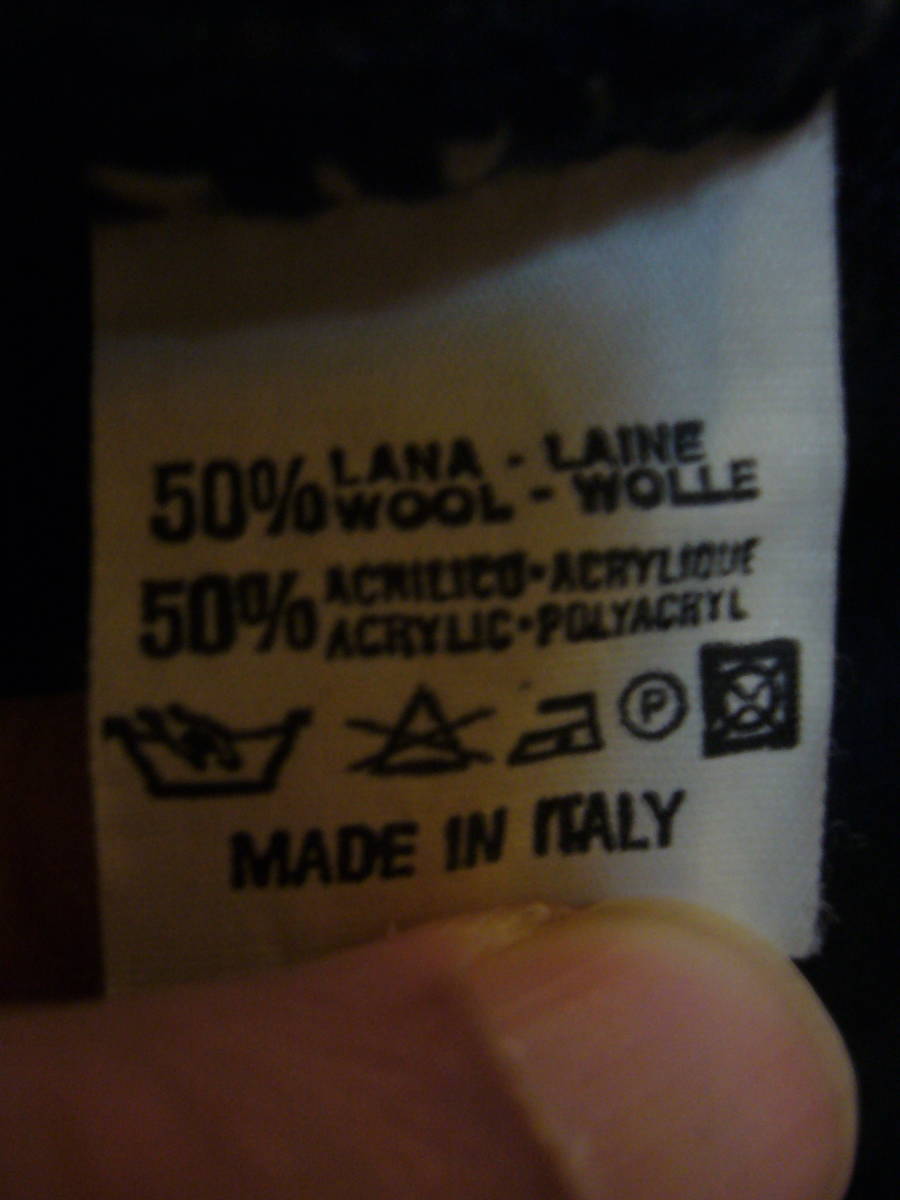 50% LANA - LAINE
WOOL - WOLLE
50% ACRILICO • ACRYLIQUE
ACRYLIC • POLYACRYL
P
MADE IN ITALY